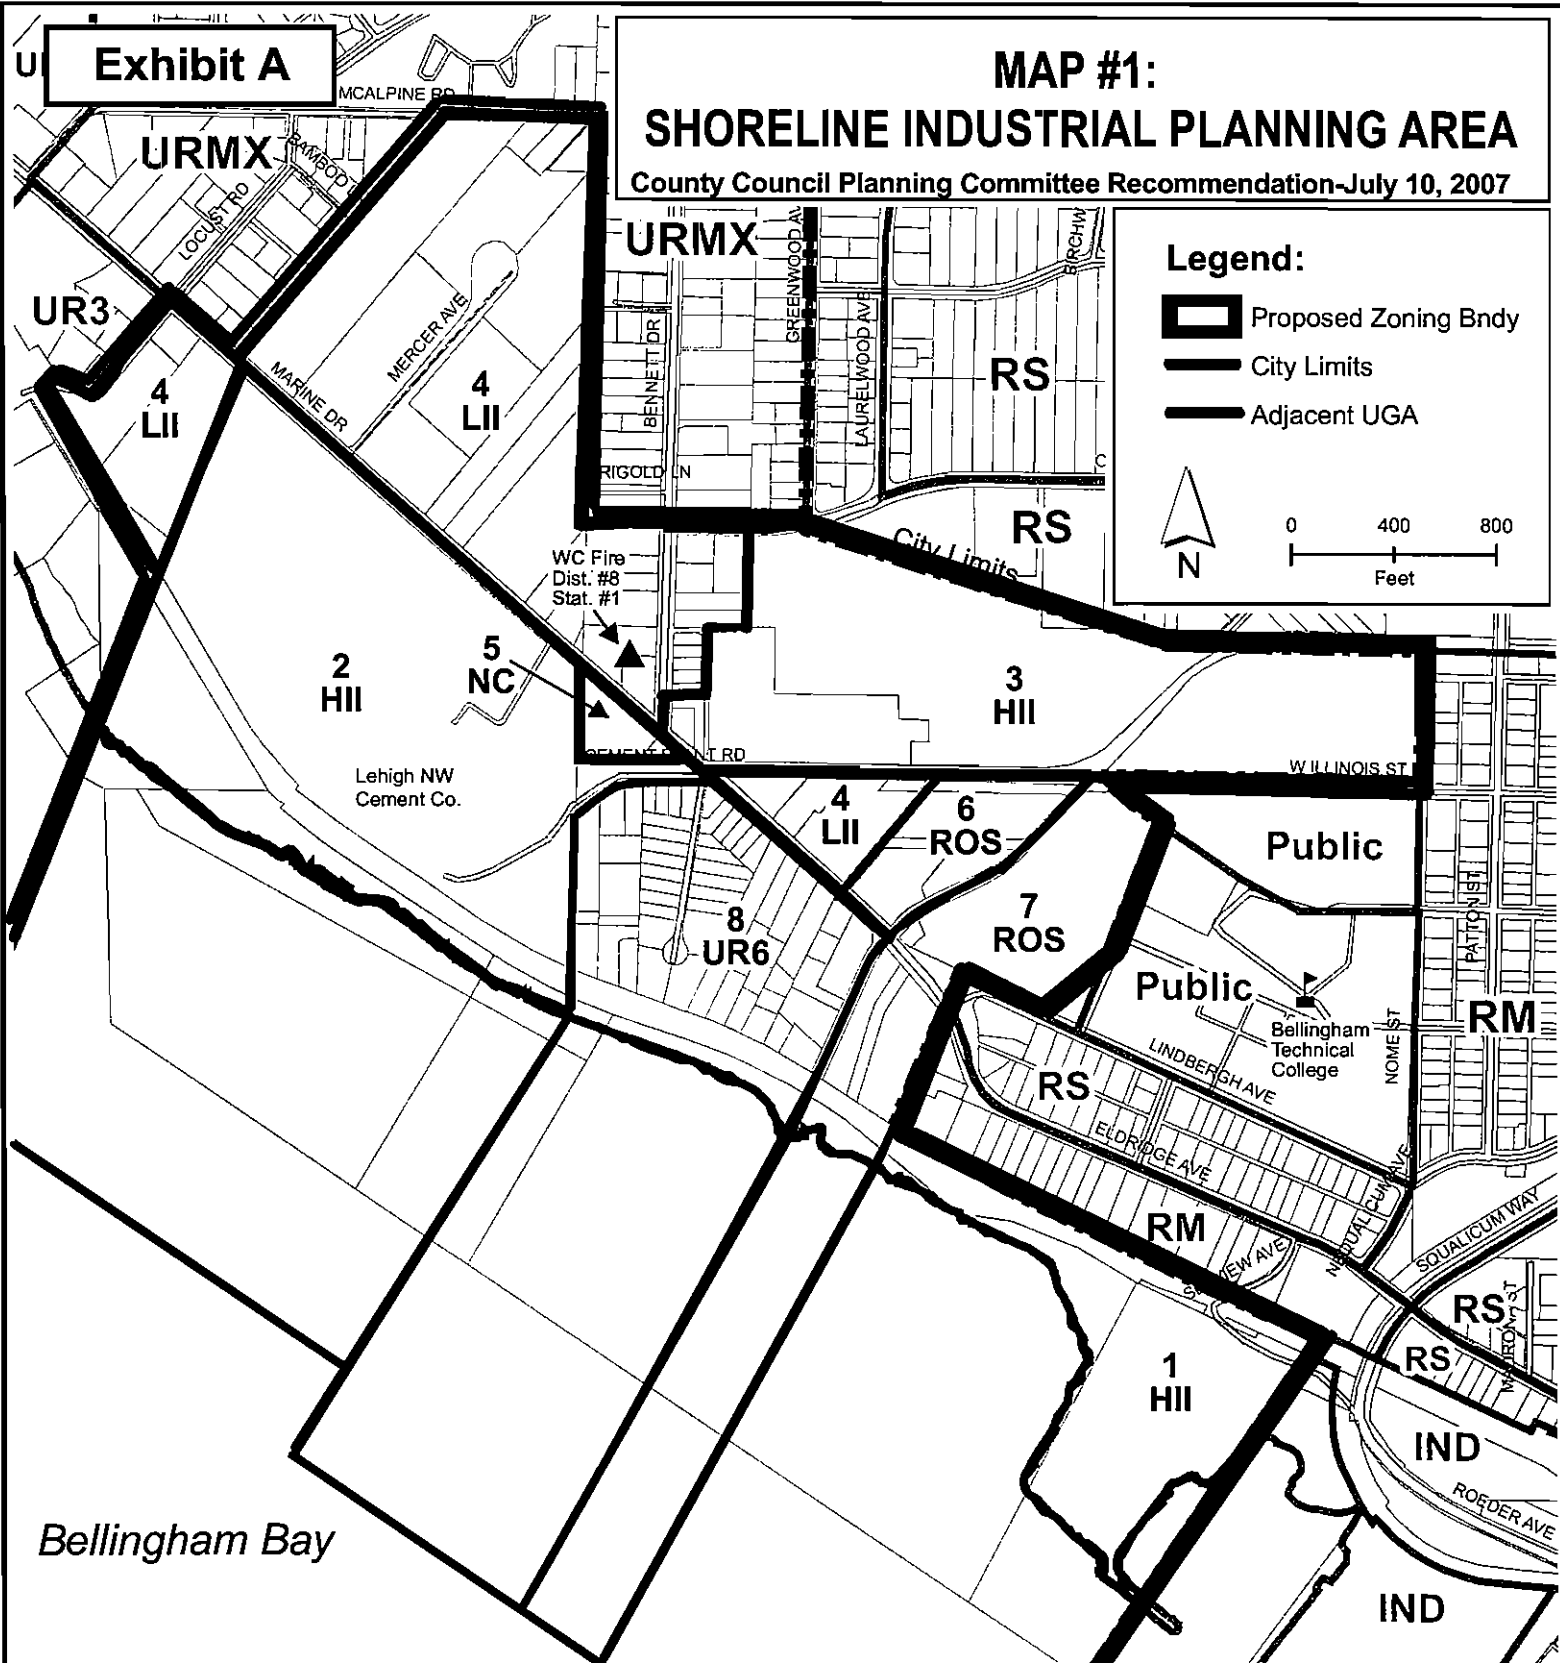 Exhibit A
MAP #1:
SHORELINE INDUSTRIAL PLANNING AREA
County Council Planning Committee Recommendation-July 10, 2007
Legend:
Proposed Zoning Bndy
City Limits
Adjacent UGA
0 400 800
Feet
N
MCALPINE RD
URMX
LOCUST RD
UR3
4
LII
MARINE DR
MERCER AVE
4
LII
URMX
BENNETT DR
RIGOLD LN
GREENWOOD AV
LAURELWOOD AVE
BIRCHW
RS
RS
City Limits
WC Fire
Dist. #8
Stat. #1
5
NC
2
HII
Lehigh NW
Cement Co.
3
HII
W ILLINOIS ST
4
LII
6
ROS
7
ROS
8
UR6
Public
Public
Bellingham
Technical
College
PATTON ST
NOME ST
RM
LINDBERGH AVE
RS
ELDRIDGE AVE
RM
SQUALICUM WAY
RS
RS
1
HII
IND
ROEDER AVE
IND
Bellingham Bay